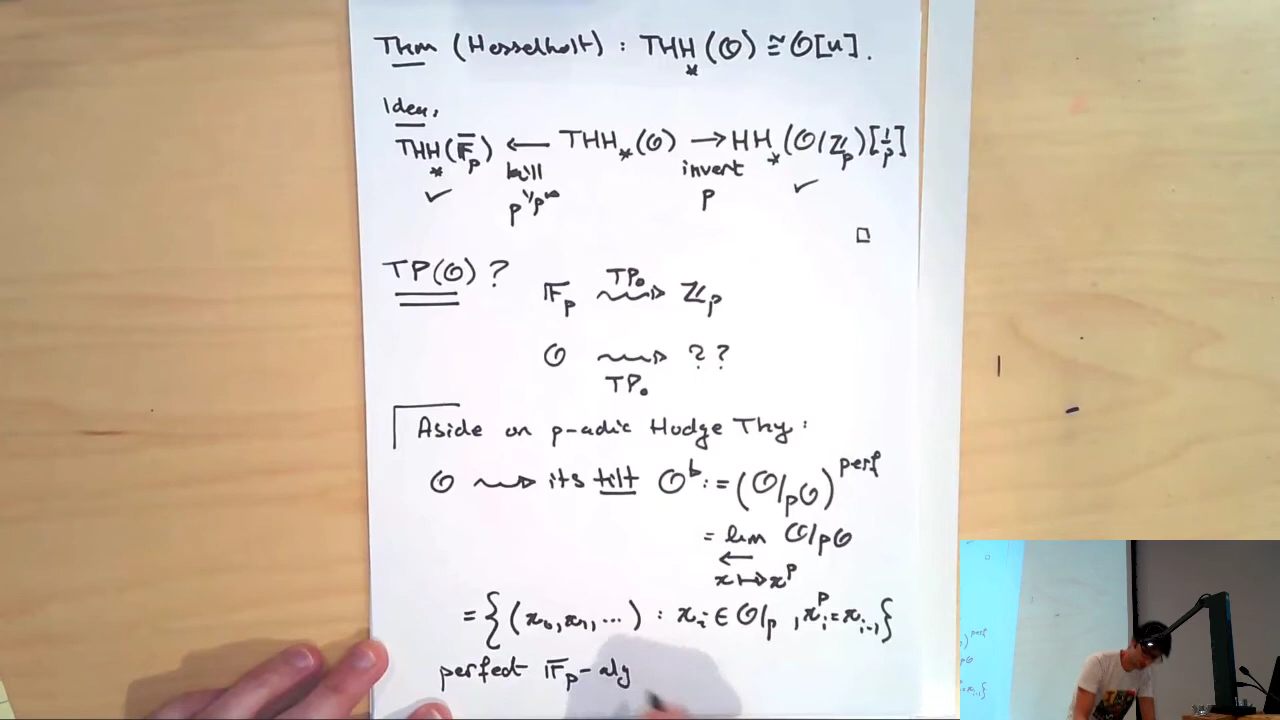 Thm (Hesselholt) : THH_*(O) ≅ O[u].
Idea,
THH_*(F̄_p) ← THH_*(O) → HH_*(O/Z_p)[1/p]
kill p^{1/p^∞} invert p
✓ ✓
□
TP(O) ? F_p ⇝ Z_p
TP_0
O ⇝ ??
TP_0
Aside on p-adic Hodge Thy :
O ⇝ its tilt O^♭ := (O/pO)^{perf}
= lim O/pO
←
x ↦ x^p
= { (x_0, x_1, ...) : x_i ∈ O/p , x_i^p = x_{i-1} }
perfect F_p - alg